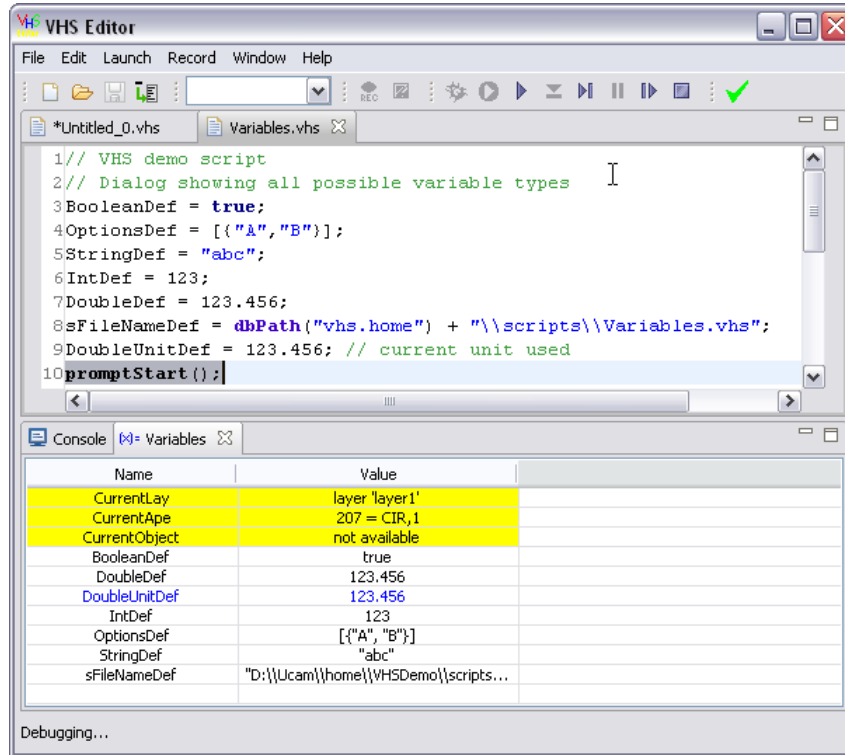 VHS Editor
File Edit Launch Record Window Help
REC
*Untitled_0.vhs Variables.vhs
1// VHS demo script
2// Dialog showing all possible variable types
3BooleanDef = true;
4OptionsDef = [{"A","B"}];
5StringDef = "abc";
6IntDef = 123;
7DoubleDef = 123.456;
8sFileNameDef = dbPath("vhs.home") + "\\scripts\\Variables.vhs";
9DoubleUnitDef = 123.456; // current unit used
10promptStart();
Console (x)= Variables
Name Value
CurrentLay layer 'layer1'
CurrentApe 207 = CIR,1
CurrentObject not available
BooleanDef true
DoubleDef 123.456
DoubleUnitDef 123.456
IntDef 123
OptionsDef [{"A", "B"}]
StringDef "abc"
sFileNameDef "D:\\Ucam\\home\\VHSDemo\\scripts...
Debugging...